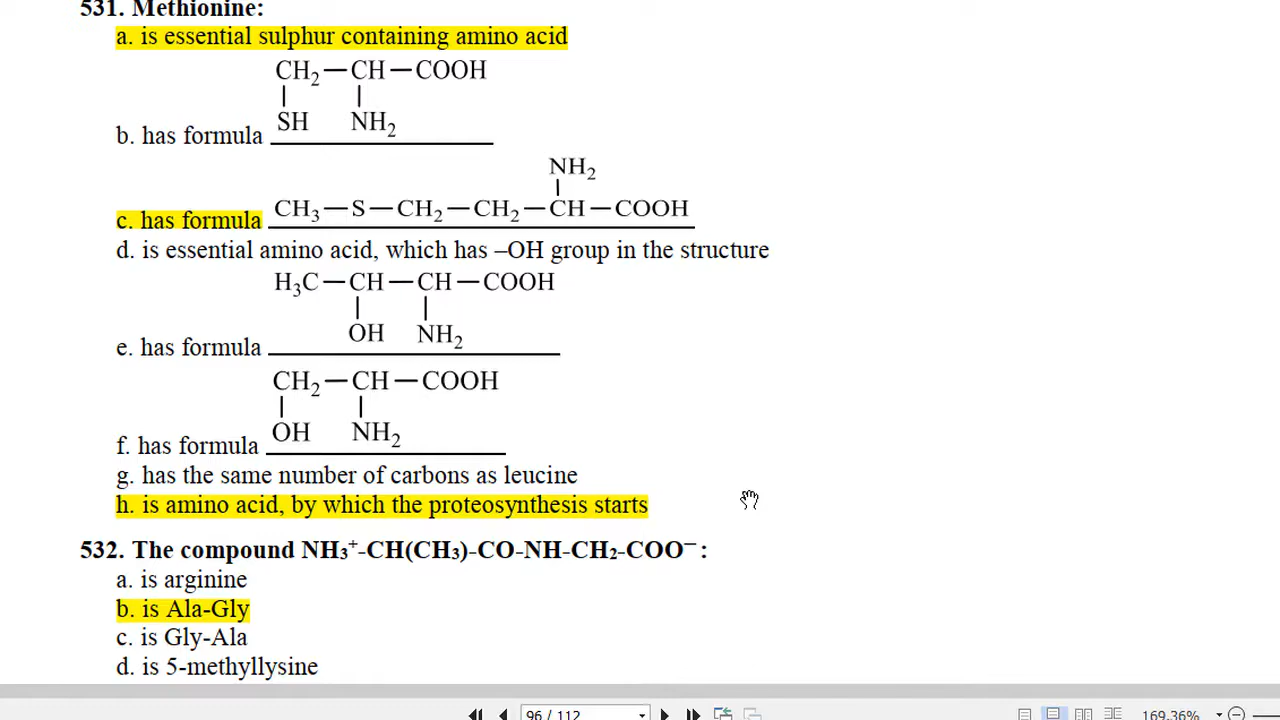 531. Methionine:
a. is essential sulphur containing amino acid
CH2—CH—COOH
SH NH2
b. has formula
NH2
c. has formula CH3—S—CH2—CH2—CH—COOH
d. is essential amino acid, which has –OH group in the structure
H3C—CH—CH—COOH
OH NH2
e. has formula
CH2—CH—COOH
OH NH2
f. has formula
g. has the same number of carbons as leucine
h. is amino acid, by which the proteosynthesis starts
532. The compound NH3+-CH(CH3)-CO-NH-CH2-COO−:
a. is arginine
b. is Ala-Gly
c. is Gly-Ala
d. is 5-methyllysine
96 / 112 169.36%